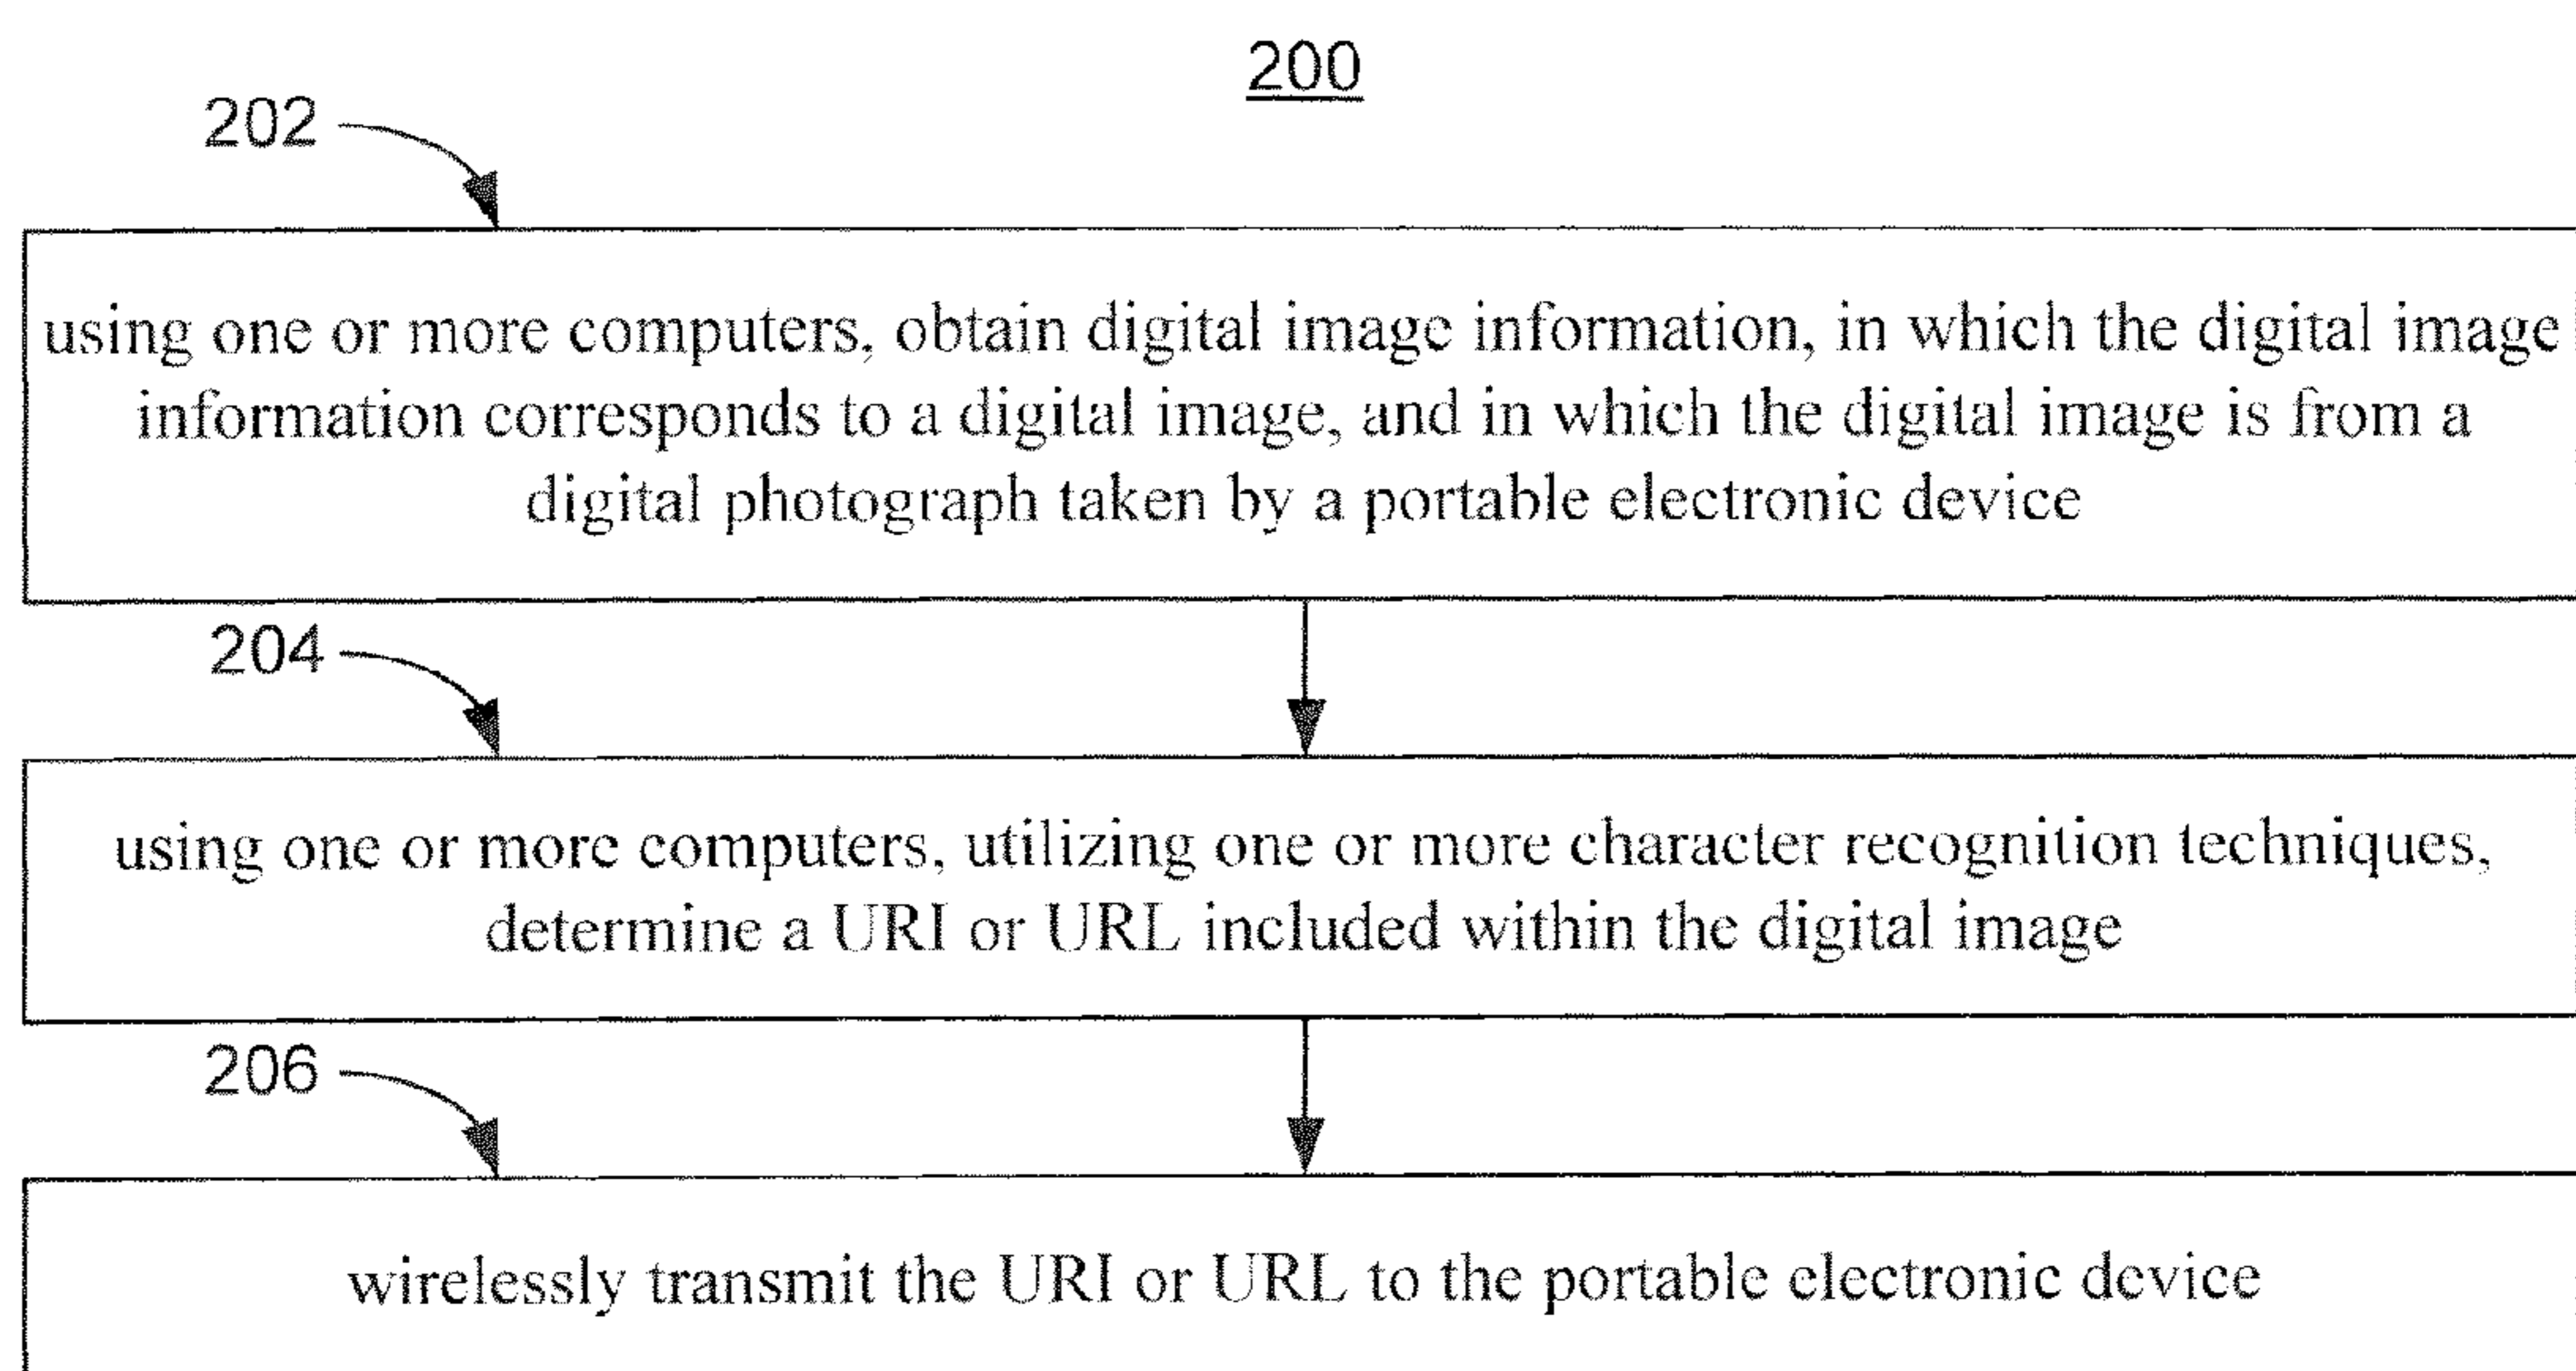 200
202
using one or more computers, obtain digital image information, in which the digital image
information corresponds to a digital image, and in which the digital image is from a
digital photograph taken by a portable electronic device
204
using one or more computers, utilizing one or more character recognition techniques,
determine a URI or URL included within the digital image
206
wirelessly transmit the URI or URL to the portable electronic device